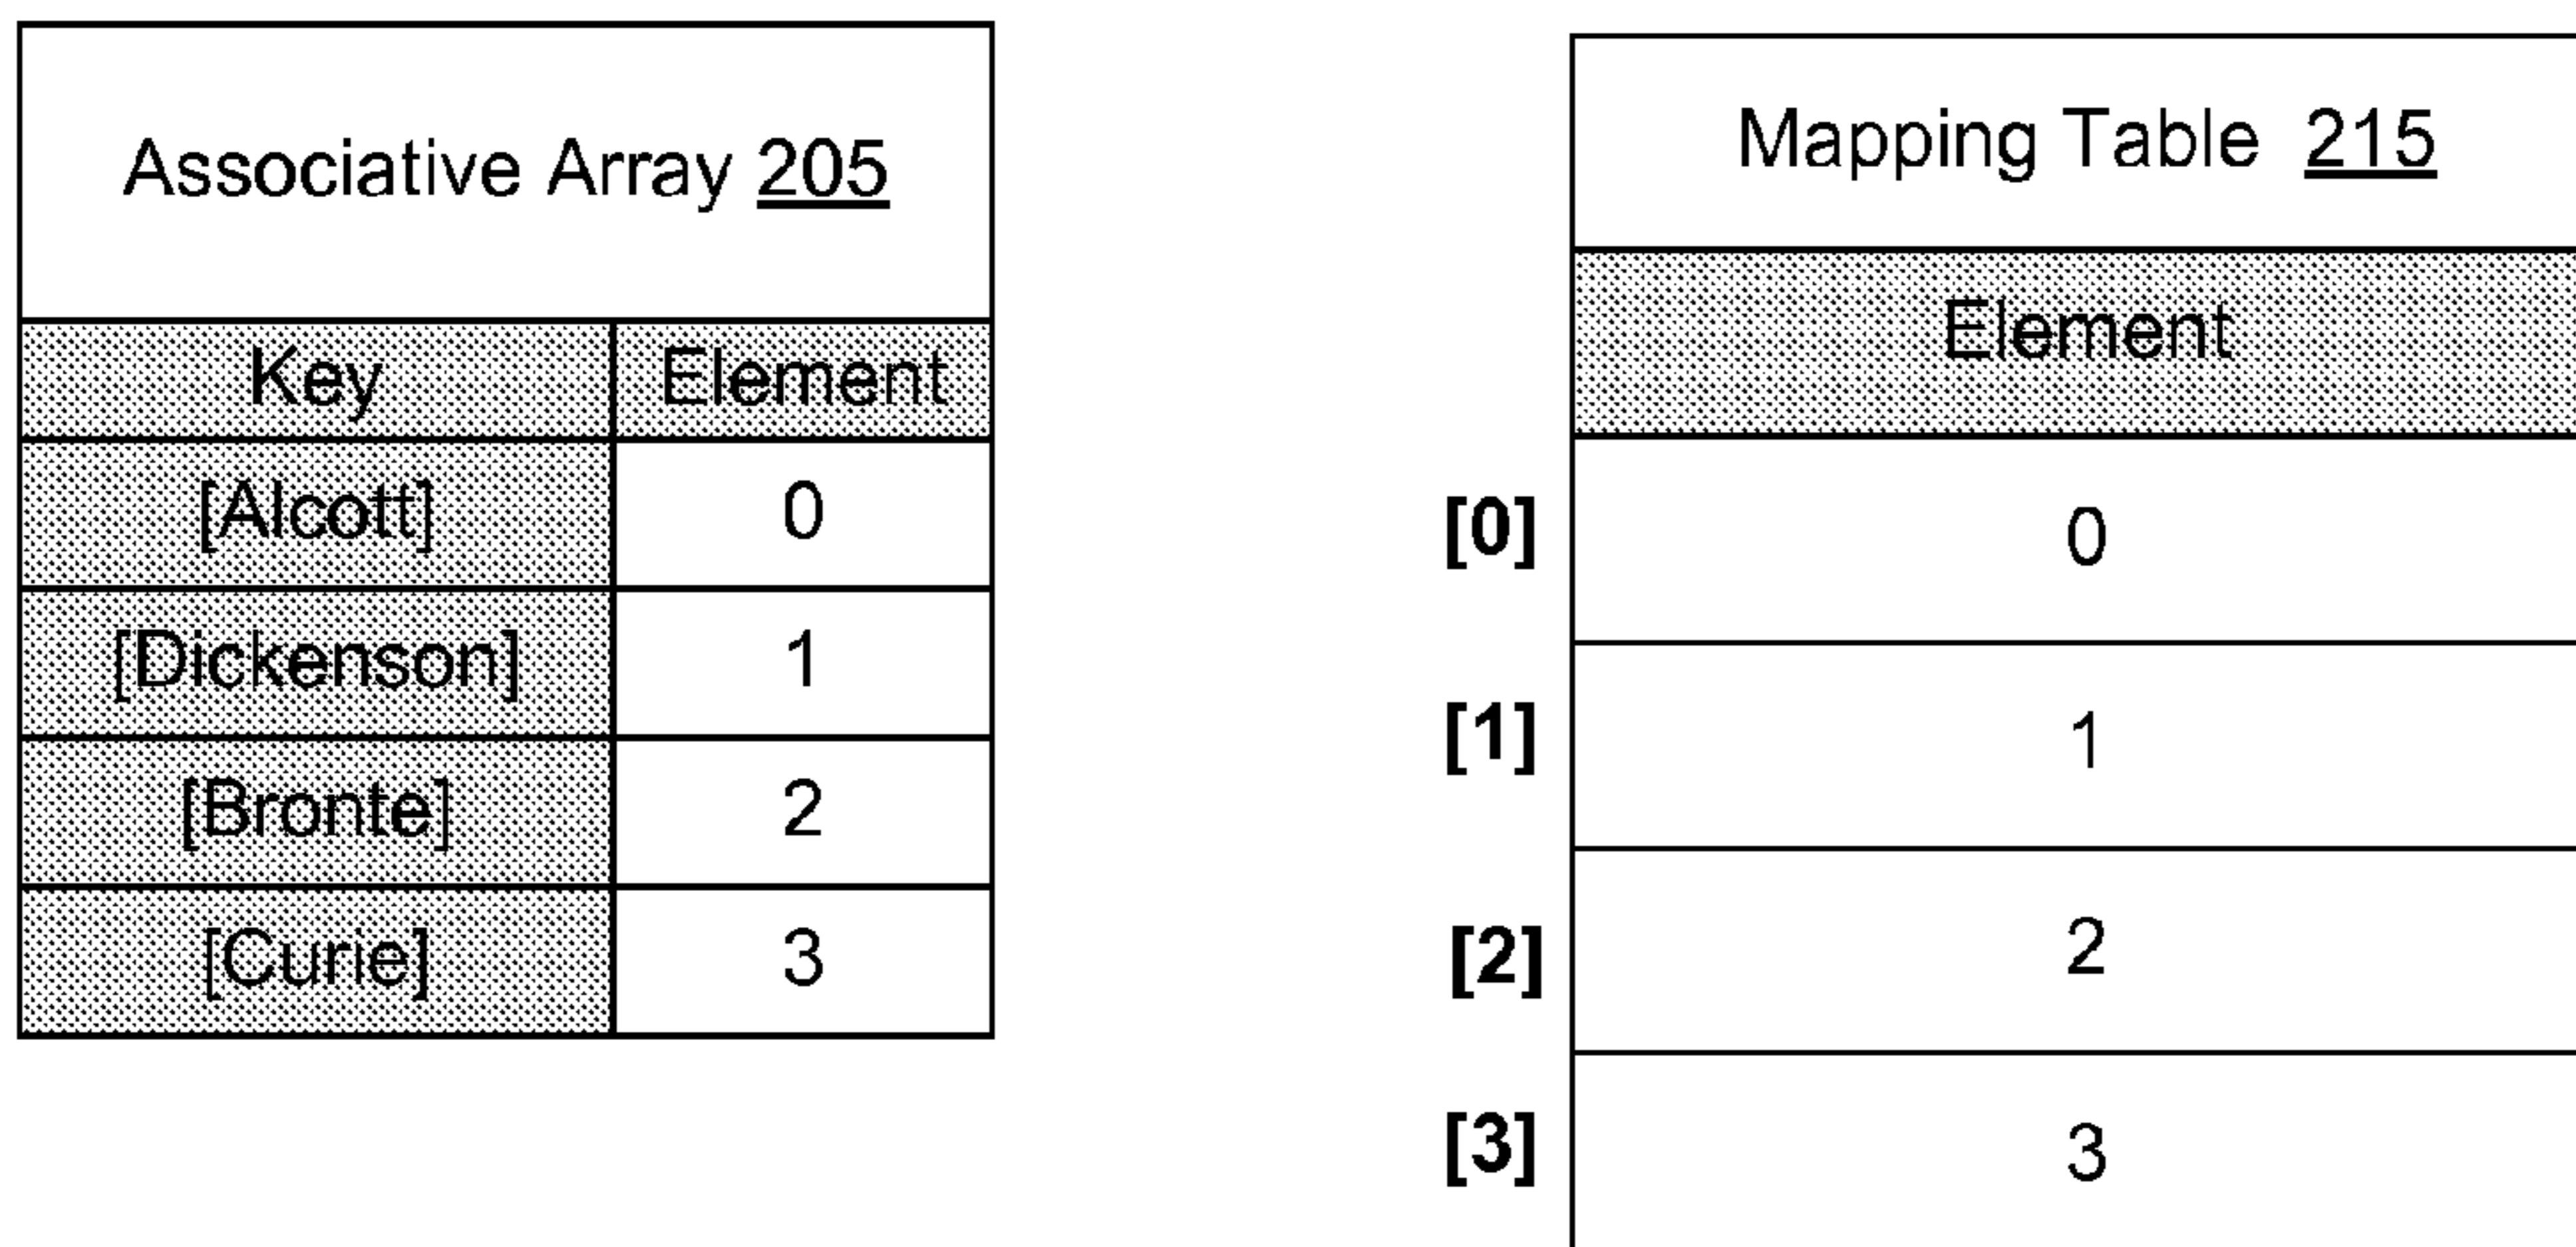 Associative Array 205
Key Element
[Alcott] 0
[Dickenson] 1
[Bronte] 2
[Curie] 3
Mapping Table 215
Element
[0] 0
[1] 1
[2] 2
[3] 3